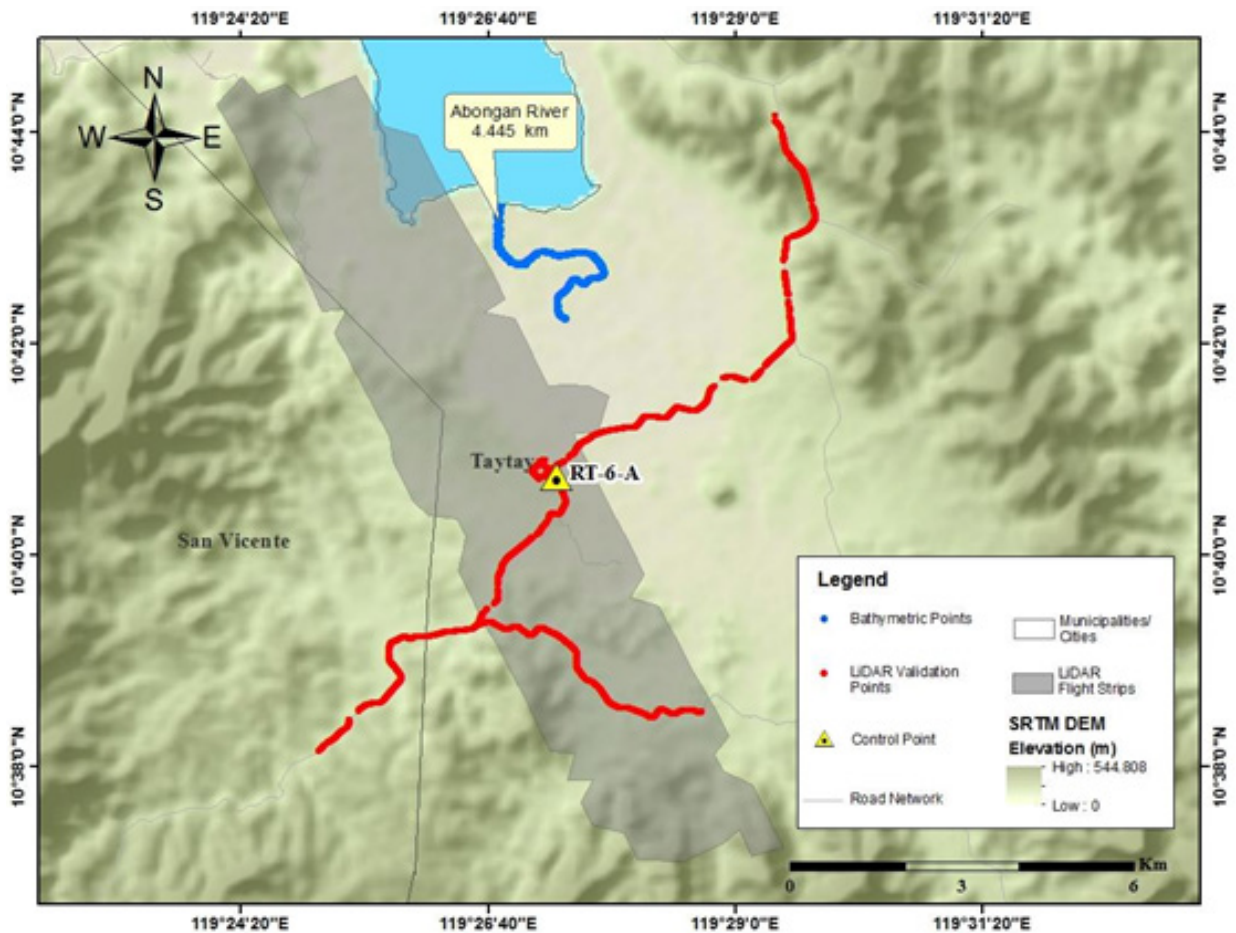 119°24'20"E
119°26'40"E
119°29'0"E
119°31'20"E
N
W
E
S
Abongan River
4.445 km
10°44'0"N
10°44'0"N
10°42'0"N
10°42'0"N
Taytay
RT-6-A
San Vicente
10°40'0"N
10°40'0"N
10°38'0"N
10°38'0"N
Legend
Bathymetric Points
Municipalities/
Cities
LiDAR Validation
Points
LiDAR
Flight Strips
Control Point
SRTM DEM
Elevation (m)
High : 544.808
Low : 0
Road Network
Km
0
3
6
119°24'20"E
119°26'40"E
119°29'0"E
119°31'20"E